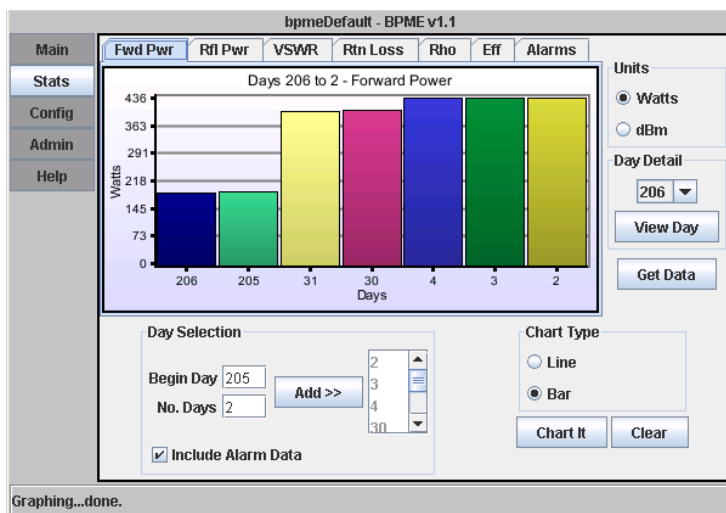 bpmeDefault - BPME v1.1
Main
Stats
Config
Admin
Help
Fwd Pwr Rfl Pwr VSWR Rtn Loss Rho Eff Alarms
Days 206 to 2 - Forward Power
Watts
436
363
291
218
145
73
0
206 205 31 30 4 3 2
Days
Units
Watts
dBm
Day Detail
206
View Day
Get Data
Day Selection
Begin Day 205
No. Days 2
Add >>
2
3
4
30
Include Alarm Data
Chart Type
Line
Bar
Chart It Clear
Graphing...done.